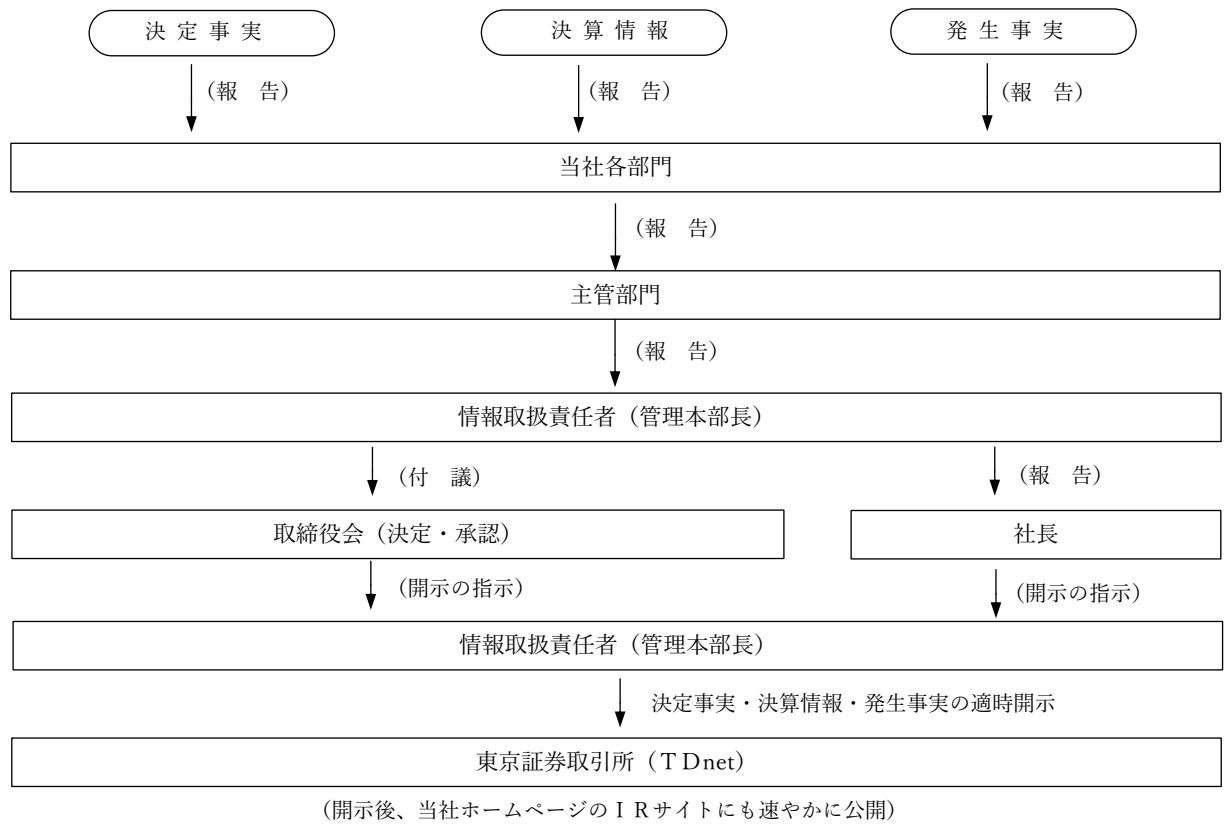 決 定 事 実
決 算 情 報
発 生 事 実
(報　告)
(報　告)
(報　告)
当社各部門
(報　告)
主管部門
(報　告)
情報取扱責任者（管理本部長）
(付　議)
(報　告)
取締役会（決定・承認）
社長
(開示の指示)
(開示の指示)
情報取扱責任者（管理本部長）
決定事実・決算情報・発生事実の適時開示
東京証券取引所（ＴＤnet）
(開示後、当社ホームページのＩＲサイトにも速やかに公開)